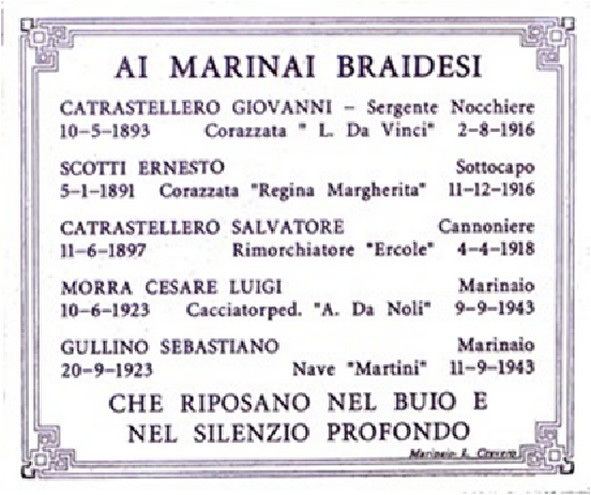 AI MARINAI BRAIDESI
CATRASTELLERO GIOVANNI – Sergente Nocchiere
10-5-1893 Corazzata " L. Da Vinci" 2-8-1916
SCOTTI ERNESTO Sottocapo
5-1-1891 Corazzata "Regina Margherita" 11-12-1916
CATRASTELLERO SALVATORE Cannoniere
11-6-1897 Rimorchiatore "Ercole" 4-4-1918
MORRA CESARE LUIGI Marinaio
10-6-1923 Cacciatorped. "A. Da Noli" 9-9-1943
GULLINO SEBASTIANO Marinaio
20-9-1923 Nave "Martini" 11-9-1943
CHE RIPOSANO NEL BUIO E
NEL SILENZIO PROFONDO
Marinaio L. Cravero